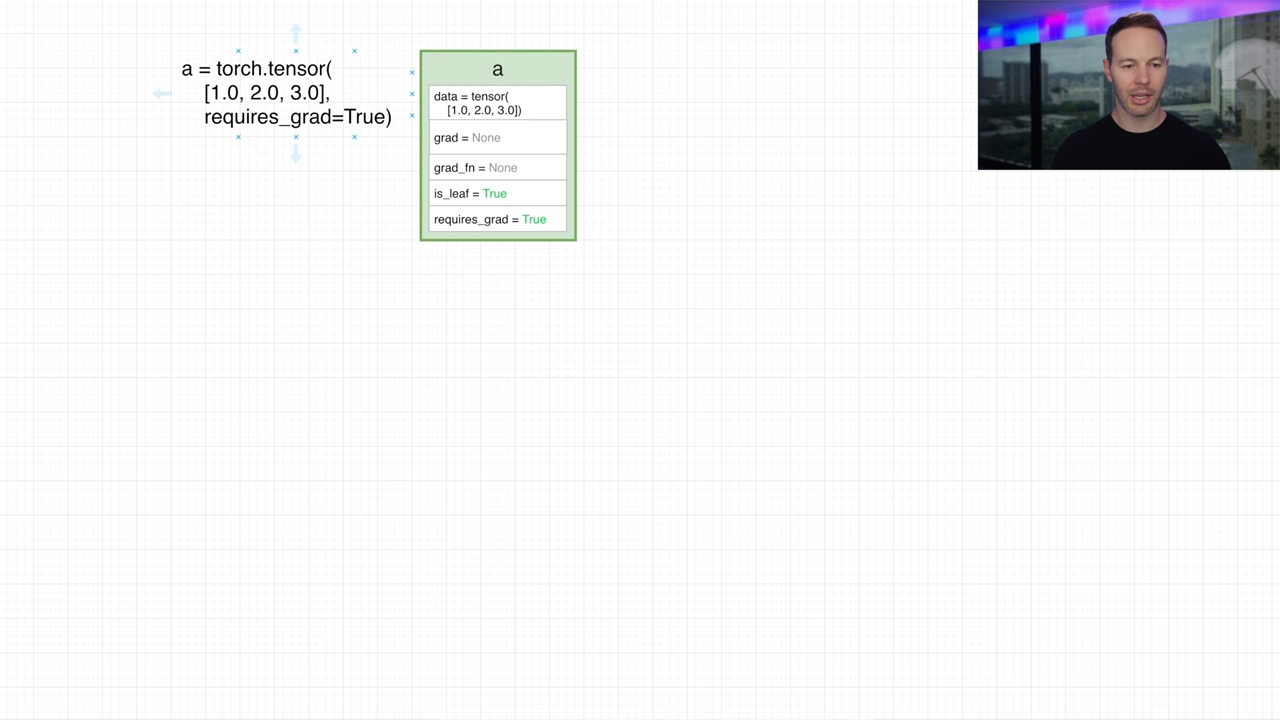 a = torch.tensor(
[1.0, 2.0, 3.0],
requires_grad=True)
a
data = tensor(
[1.0, 2.0, 3.0])
grad = None
grad_fn = None
is_leaf = True
requires_grad = True